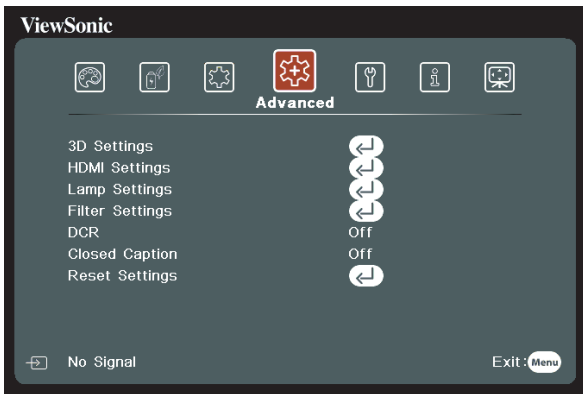 ViewSonic
Advanced
3D Settings
HDMI Settings
Lamp Settings
Filter Settings
DCR Off
Closed Caption Off
Reset Settings
No Signal Exit: Menu